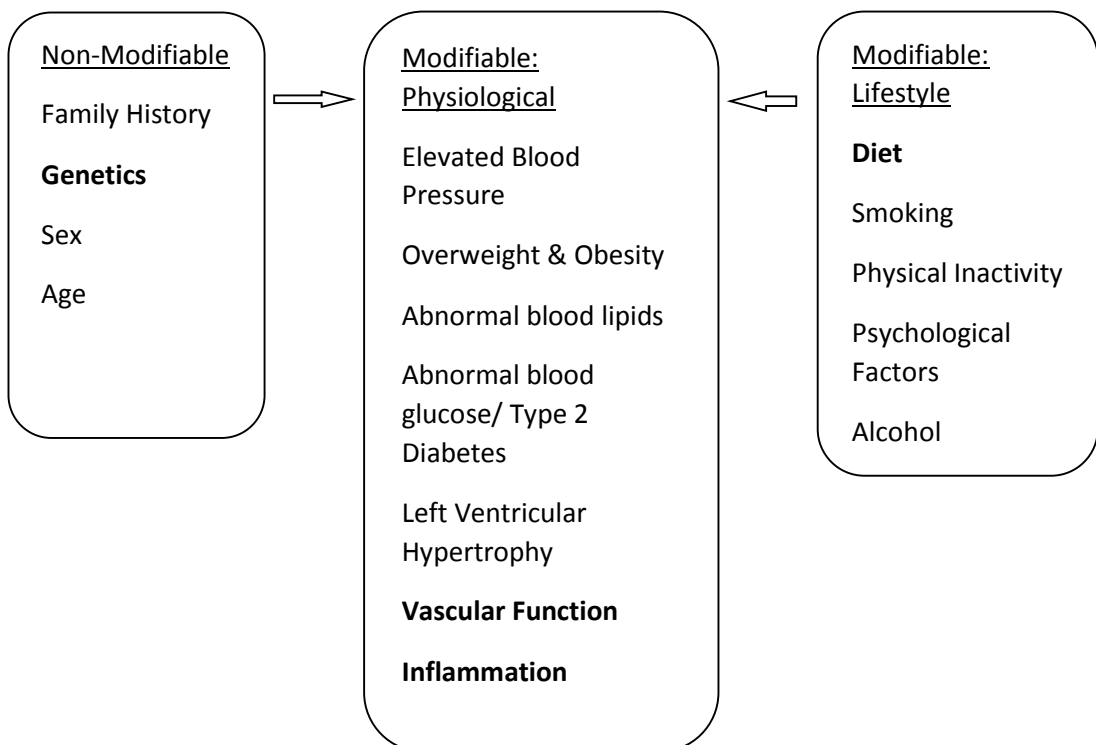 Non-Modifiable
Family History
Genetics
Sex
Age
Modifiable:
Physiological
Elevated Blood
Pressure
Overweight & Obesity
Abnormal blood lipids
Abnormal blood
glucose/ Type 2
Diabetes
Left Ventricular
Hypertrophy
Vascular Function
Inflammation
Modifiable:
Lifestyle
Diet
Smoking
Physical Inactivity
Psychological
Factors
Alcohol